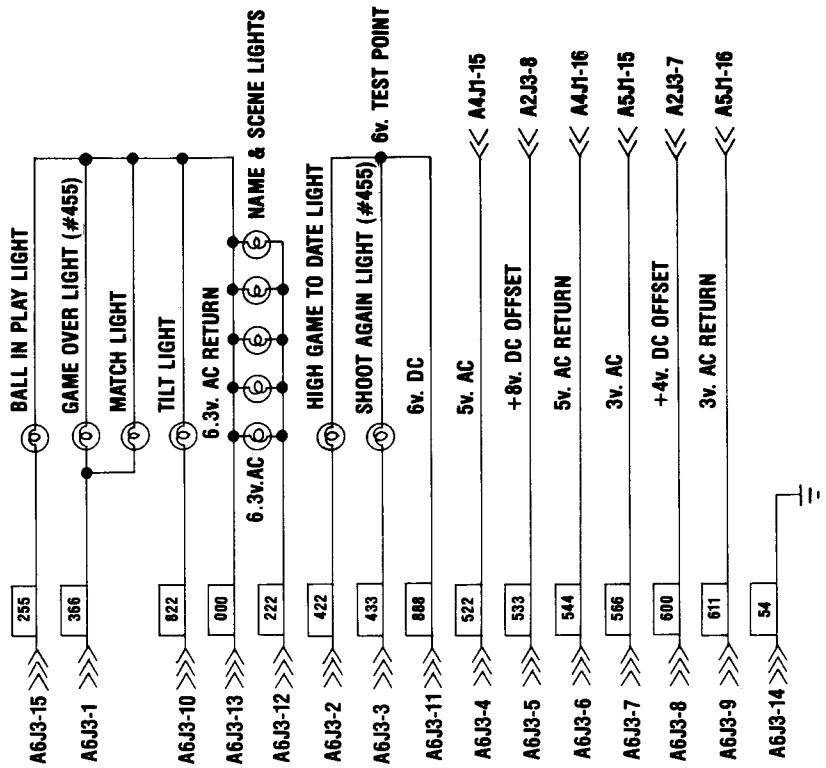 A6J3-15 255 BALL IN PLAY LIGHT
A6J3-1 366 GAME OVER LIGHT (#455)
MATCH LIGHT
A6J3-10 822 TILT LIGHT
A6J3-13 000 6.3v. AC RETURN
A6J3-12 222 6.3v.AC NAME & SCENE LIGHTS
A6J3-2 422 HIGH GAME TO DATE LIGHT
A6J3-3 433 SHOOT AGAIN LIGHT (#455) 6v. TEST POINT
A6J3-11 888 6v. DC
A6J3-4 522 5v. AC A4J1-15
A6J3-5 533 +8v. DC OFFSET A2J3-8
A6J3-6 544 5v. AC RETURN A4J1-16
A6J3-7 566 3v. AC A5J1-15
A6J3-8 600 +4v. DC OFFSET A2J3-7
A6J3-9 611 3v. AC RETURN A5J1-16
A6J3-14 54